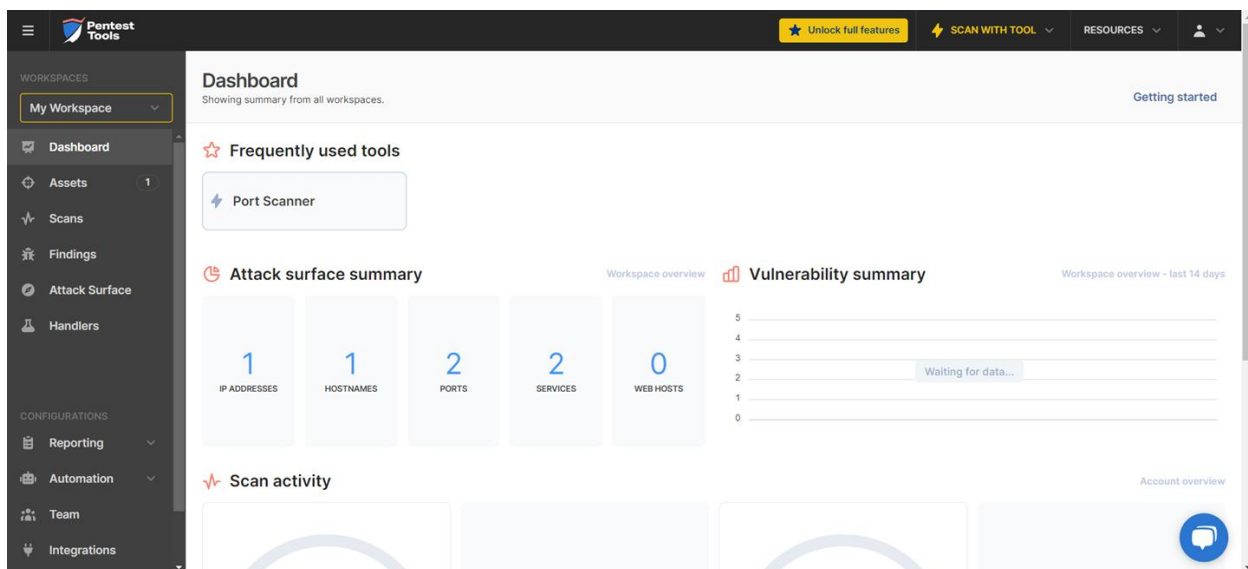 Pentest
Tools
Unlock full features
SCAN WITH TOOL
RESOURCES
WORKSPACES
My Workspace
Dashboard
Assets 1
Scans
Findings
Attack Surface
Handlers
CONFIGURATIONS
Reporting
Automation
Team
Integrations
Dashboard
Showing summary from all workspaces.
Getting started
Frequently used tools
Port Scanner
Attack surface summary
Workspace overview
1 1 2 2 0
IP ADDRESSES HOSTNAMES PORTS SERVICES WEB HOSTS
Vulnerability summary
Workspace overview - last 14 days
5
4
3
2
1
0
Waiting for data...
Scan activity
Account overview